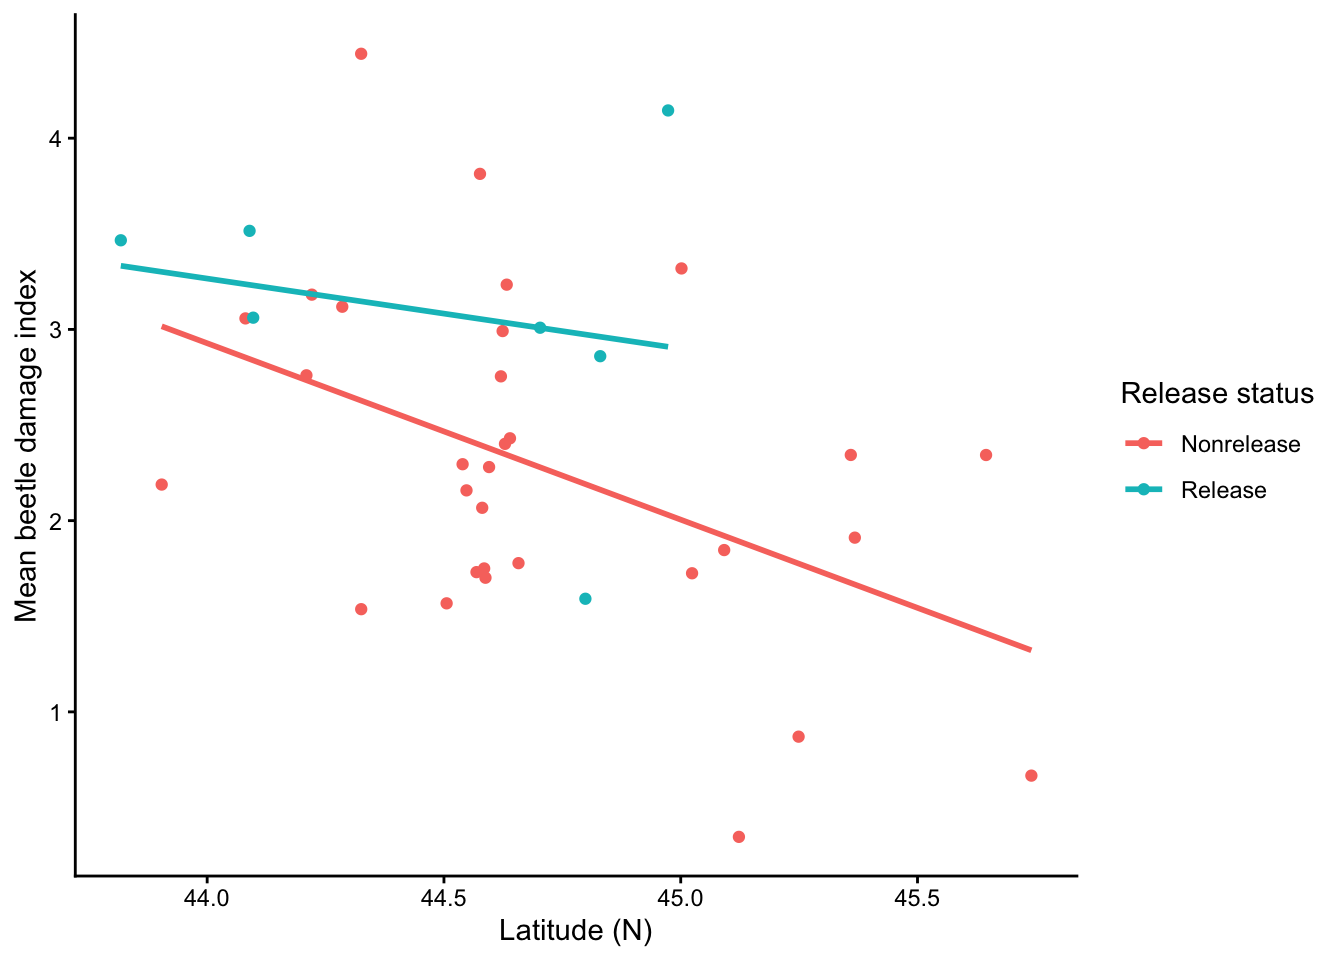 Mean beetle damage index
4
3
2
1
44.0 44.5 45.0 45.5
Latitude (N)
Release status
Nonrelease
Release